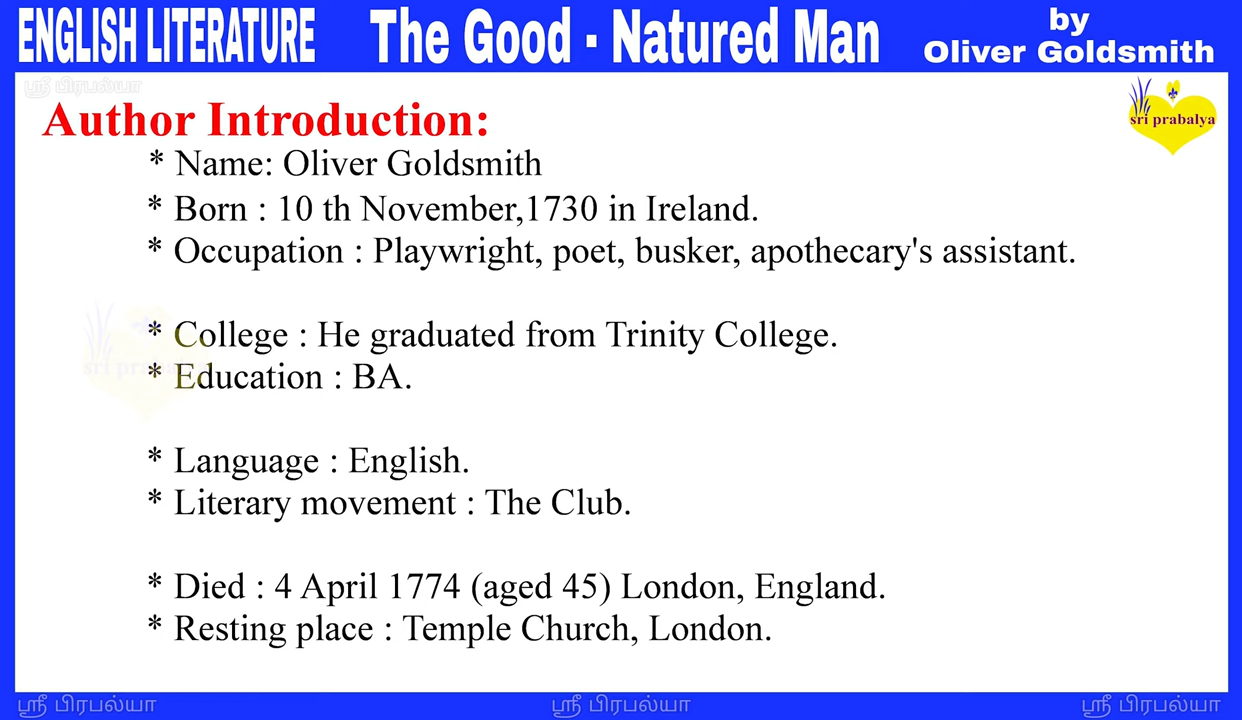 ENGLISH LITERATURE
The Good - Natured Man
by
Oliver Goldsmith
ஸ்ரீ பிரபல்யா
sri prabalya
Author Introduction:
* Name: Oliver Goldsmith
* Born : 10 th November,1730 in Ireland.
* Occupation : Playwright, poet, busker, apothecary's assistant.
* College : He graduated from Trinity College.
sri prabalya
* Education : BA.
* Language : English.
* Literary movement : The Club.
* Died : 4 April 1774 (aged 45) London, England.
* Resting place : Temple Church, London.
ஸ்ரீ பிரபல்யா
ஸ்ரீ பிரபல்யா
ஸ்ரீ பிரபல்யா